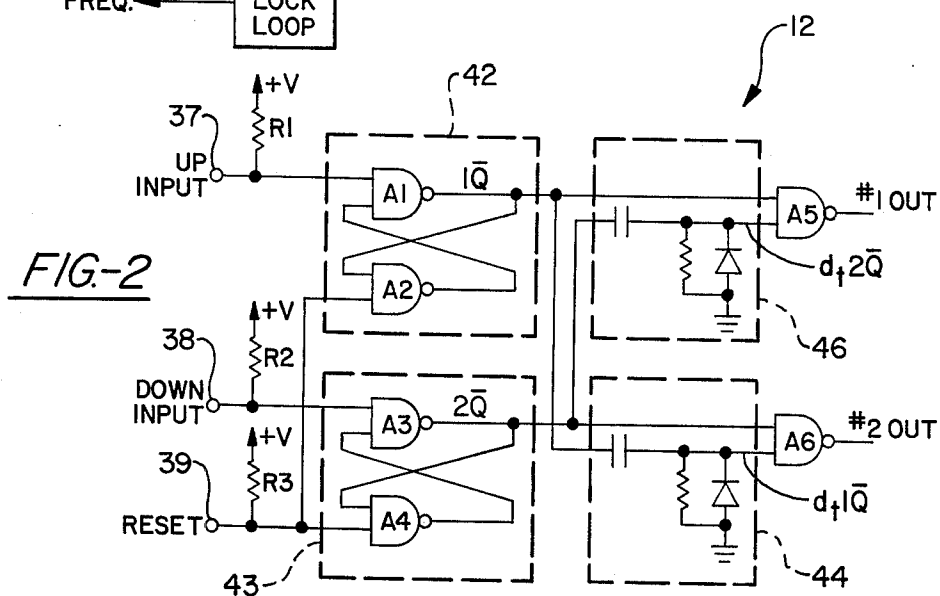 FREQ.
LOCK
LOOP
12
+V
42
37
R1
UP
INPUT
A1
1Q̅
A5
#1 OUT
A2
dt2Q̅
FIG.-2
+V
46
38
R2
DOWN
INPUT
2Q̅
A3
A6
#2 OUT
+V
39
R3
dt1Q̅
RESET
A4
43
44